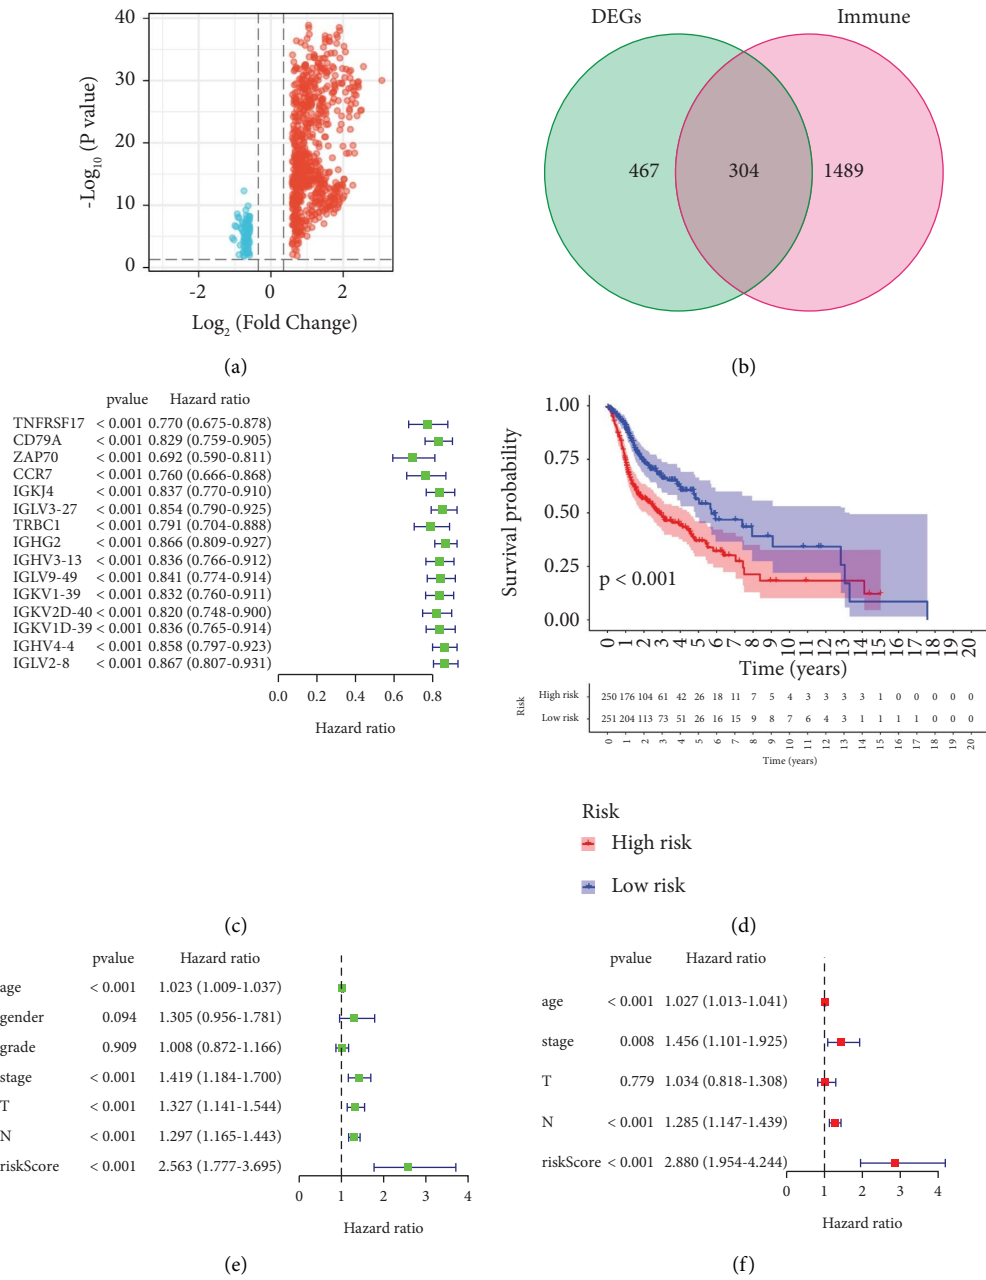 40
30
20
10
0
-Log10 (P value)
-2 0 2
Log2 (Fold Change)
(a)
DEGs Immune
467 304 1489
(b)
pvalue Hazard ratio
TNFRSF17 < 0.001 0.770 (0.675-0.878)
CD79A < 0.001 0.829 (0.759-0.905)
ZAP70 < 0.001 0.692 (0.590-0.811)
CCR7 < 0.001 0.760 (0.666-0.868)
IGKJ4 < 0.001 0.837 (0.770-0.910)
IGLV3-27 < 0.001 0.854 (0.790-0.925)
TRBC1 < 0.001 0.791 (0.704-0.888)
IGHG2 < 0.001 0.866 (0.809-0.927)
IGHV3-13 < 0.001 0.836 (0.766-0.912)
IGLV9-49 < 0.001 0.841 (0.774-0.914)
IGKV1-39 < 0.001 0.832 (0.760-0.911)
IGKV2D-40 < 0.001 0.820 (0.748-0.900)
IGKV1D-39 < 0.001 0.836 (0.765-0.914)
IGHV4-4 < 0.001 0.858 (0.797-0.923)
IGLV2-8 < 0.001 0.867 (0.807-0.931)
0.0 0.2 0.4 0.6 0.8
Hazard ratio
(c)
1.00
0.75
0.50
0.25
0.00
Survival probability
p < 0.001
0 1 2 3 4 5 6 7 8 9 10 11 12 13 14 15 16 17 18 19 20
Time (years)
Risk
High risk 250 176 104 61 42 26 18 11 7 5 4 3 3 3 3 1 0 0 0 0 0
Low risk 251 204 113 73 51 26 16 15 9 8 7 6 4 3 1 1 1 1 0 0 0
0 1 2 3 4 5 6 7 8 9 10 11 12 13 14 15 16 17 18 19 20
Time (years)
Risk
High risk
Low risk
(d)
pvalue Hazard ratio
age < 0.001 1.023 (1.009-1.037)
gender 0.094 1.305 (0.956-1.781)
grade 0.909 1.008 (0.872-1.166)
stage < 0.001 1.419 (1.184-1.700)
T < 0.001 1.327 (1.141-1.544)
N < 0.001 1.297 (1.165-1.443)
riskScore < 0.001 2.563 (1.777-3.695)
0 1 2 3 4
Hazard ratio
(e)
pvalue Hazard ratio
age < 0.001 1.027 (1.013-1.041)
stage 0.008 1.456 (1.101-1.925)
T 0.779 1.034 (0.818-1.308)
N < 0.001 1.285 (1.147-1.439)
riskScore < 0.001 2.880 (1.954-4.244)
0 1 2 3 4
Hazard ratio
(f)